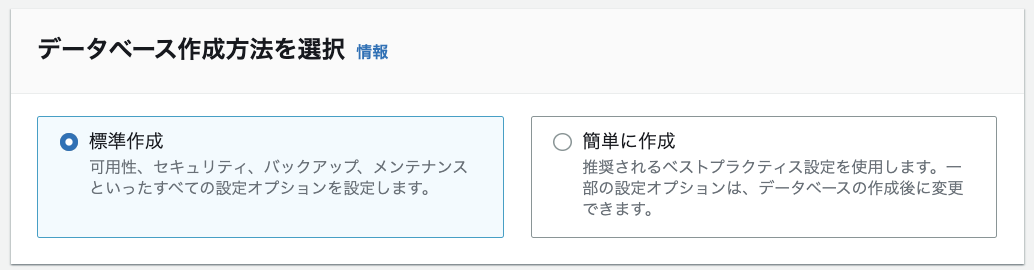 データベース作成方法を選択 情報
標準作成
可用性、セキュリティ、バックアップ、メンテナンス
といったすべての設定オプションを設定します。
簡単に作成
推奨されるベストプラクティス設定を使用します。一
部の設定オプションは、データベースの作成後に変更
できます。